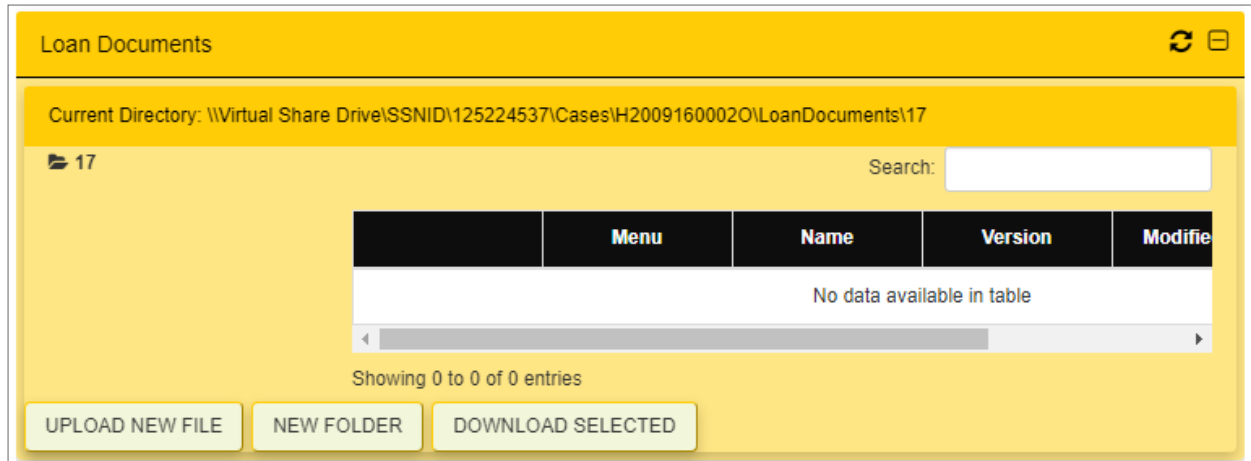 Loan Documents
Current Directory: \\Virtual Share Drive\SSNID\125224537\Cases\H2009160002O\LoanDocuments\17
17
Search:
Menu Name Version Modifie
No data available in table
Showing 0 to 0 of 0 entries
UPLOAD NEW FILE NEW FOLDER DOWNLOAD SELECTED